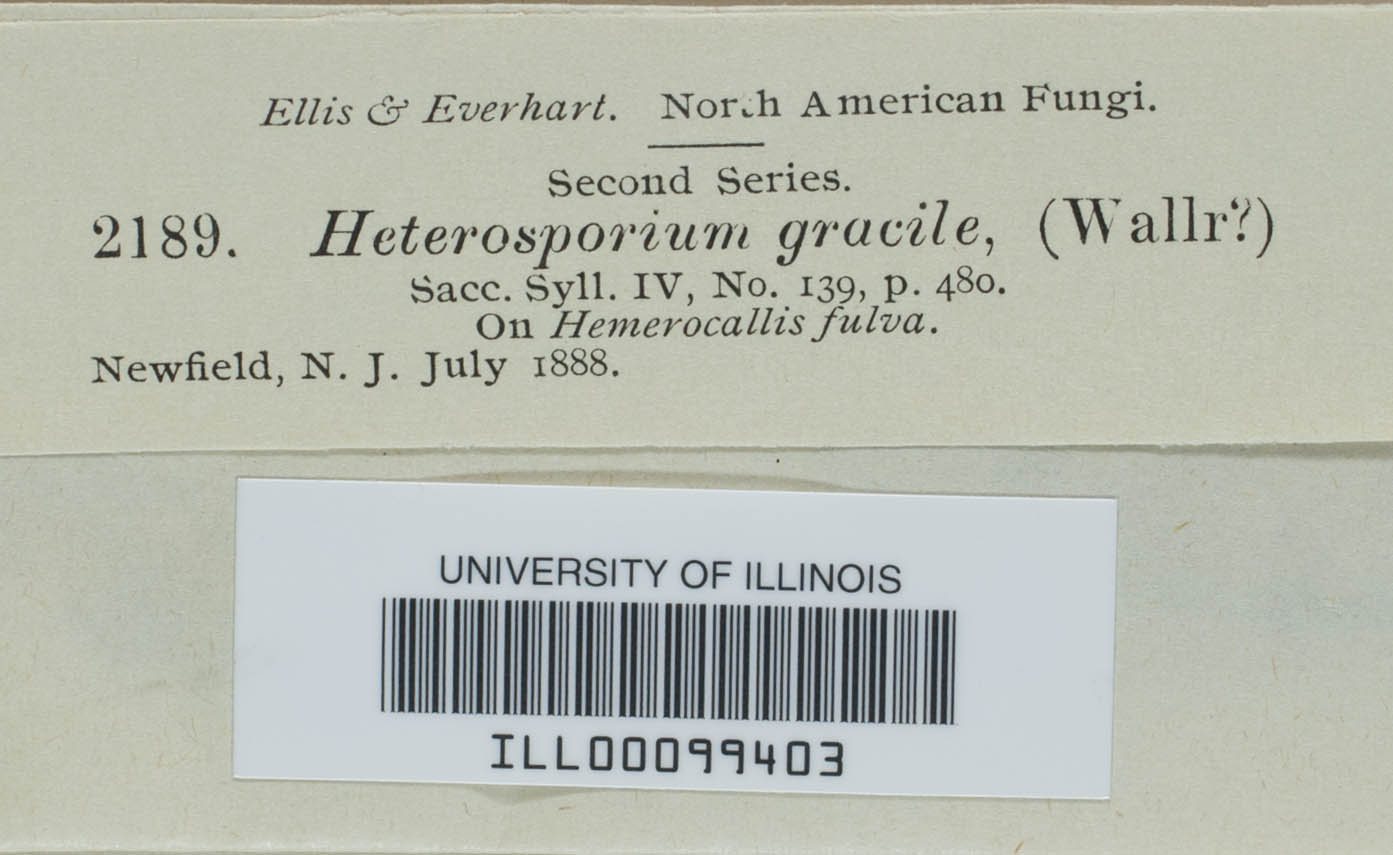 Ellis & Everhart. North American Fungi.
Second Series.
2189. Heterosporium gracile, (Wallr?)
Sacc. Syll. IV, No. 139, p. 480.
On Hemerocallis fulva.
Newfield, N. J. July 1888.
UNIVERSITY OF ILLINOIS
ILL00099403